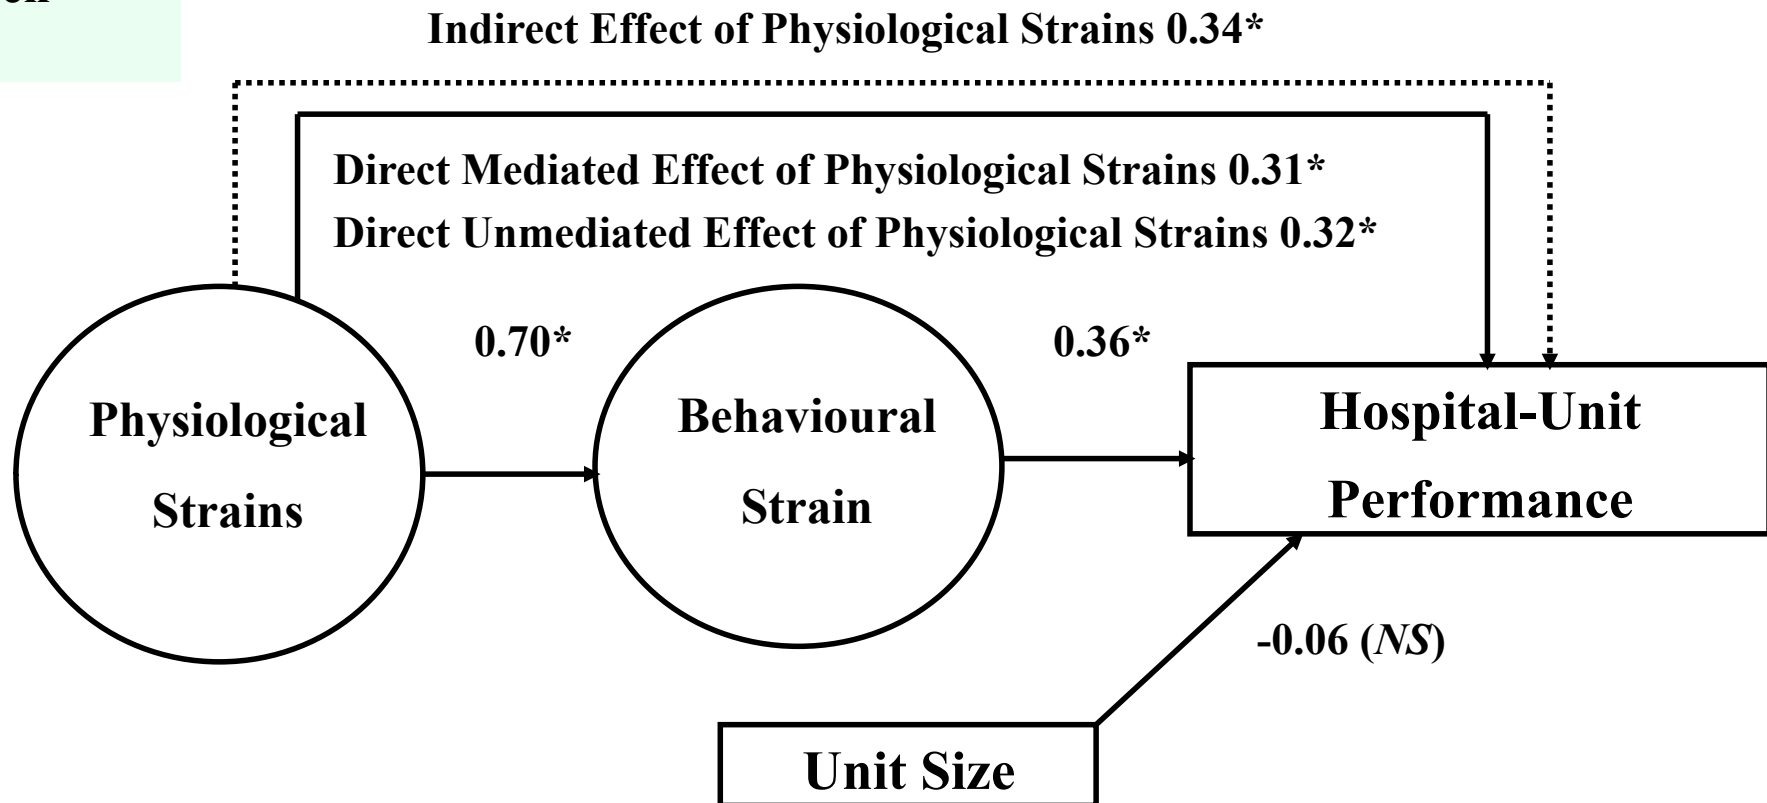 Indirect Effect of Physiological Strains 0.34*
Direct Mediated Effect of Physiological Strains 0.31*
Direct Unmediated Effect of Physiological Strains 0.32*
0.70*
0.36*
Physiological
Strains
Behavioural
Strain
Hospital-Unit
Performance
-0.06 (NS)
Unit Size